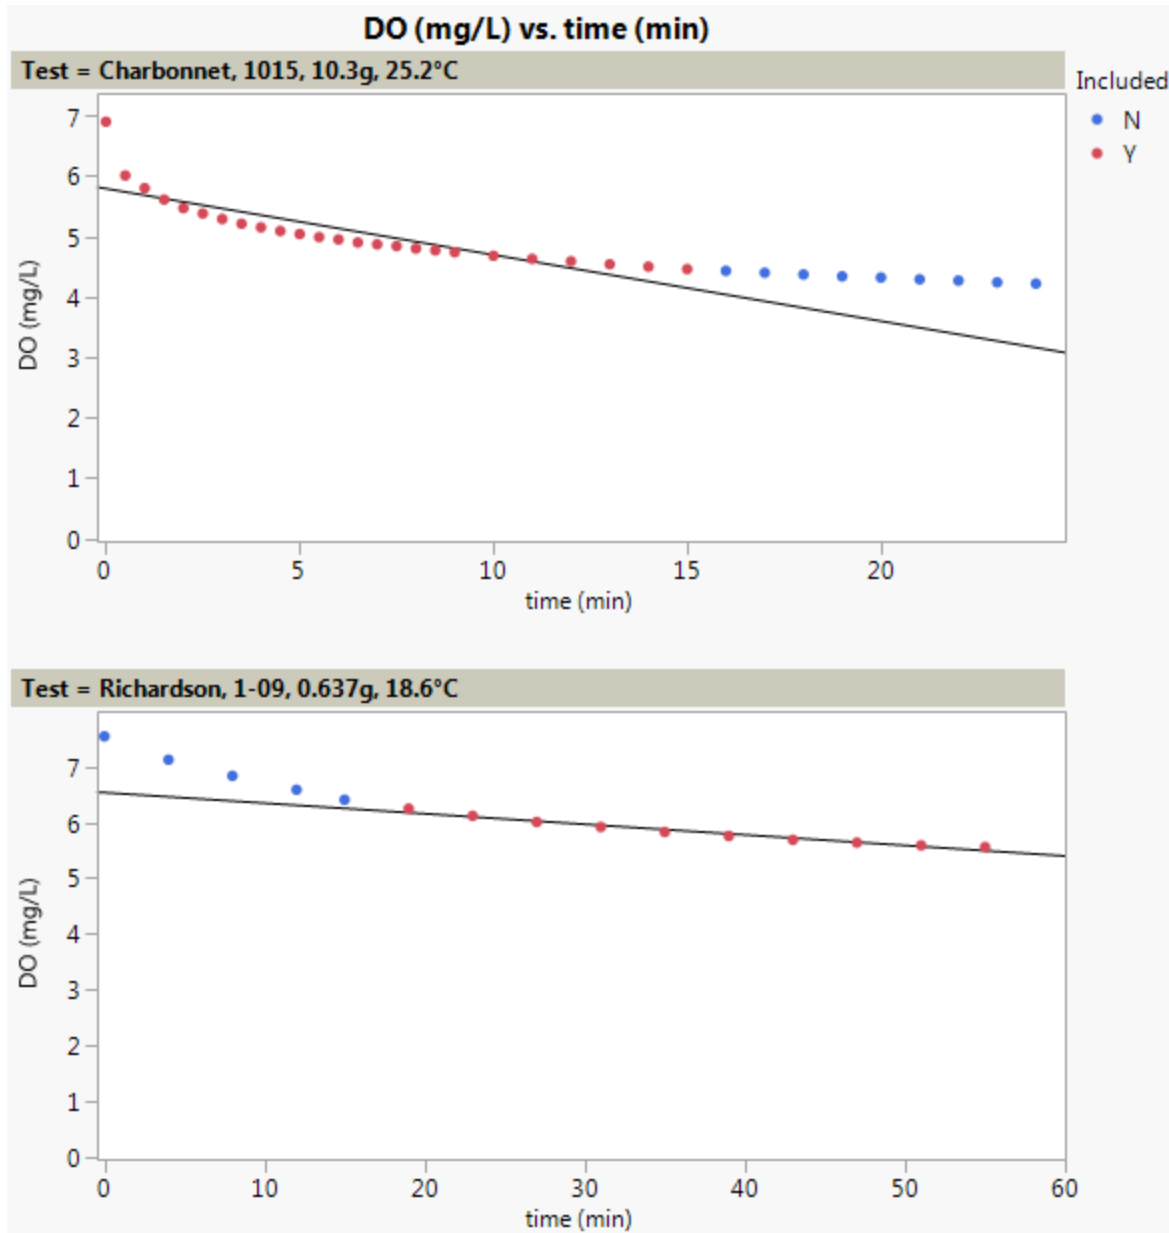 DO (mg/L) vs. time (min)
Test = Charbonnet, 1015, 10.3g, 25.2°C
Included
N
Y
7
6
5
4
3
2
1
0
DO (mg/L)
0 5 10 15 20
time (min)
Test = Richardson, 1-09, 0.637g, 18.6°C
7
6
5
4
3
2
1
0
DO (mg/L)
0 10 20 30 40 50 60
time (min)